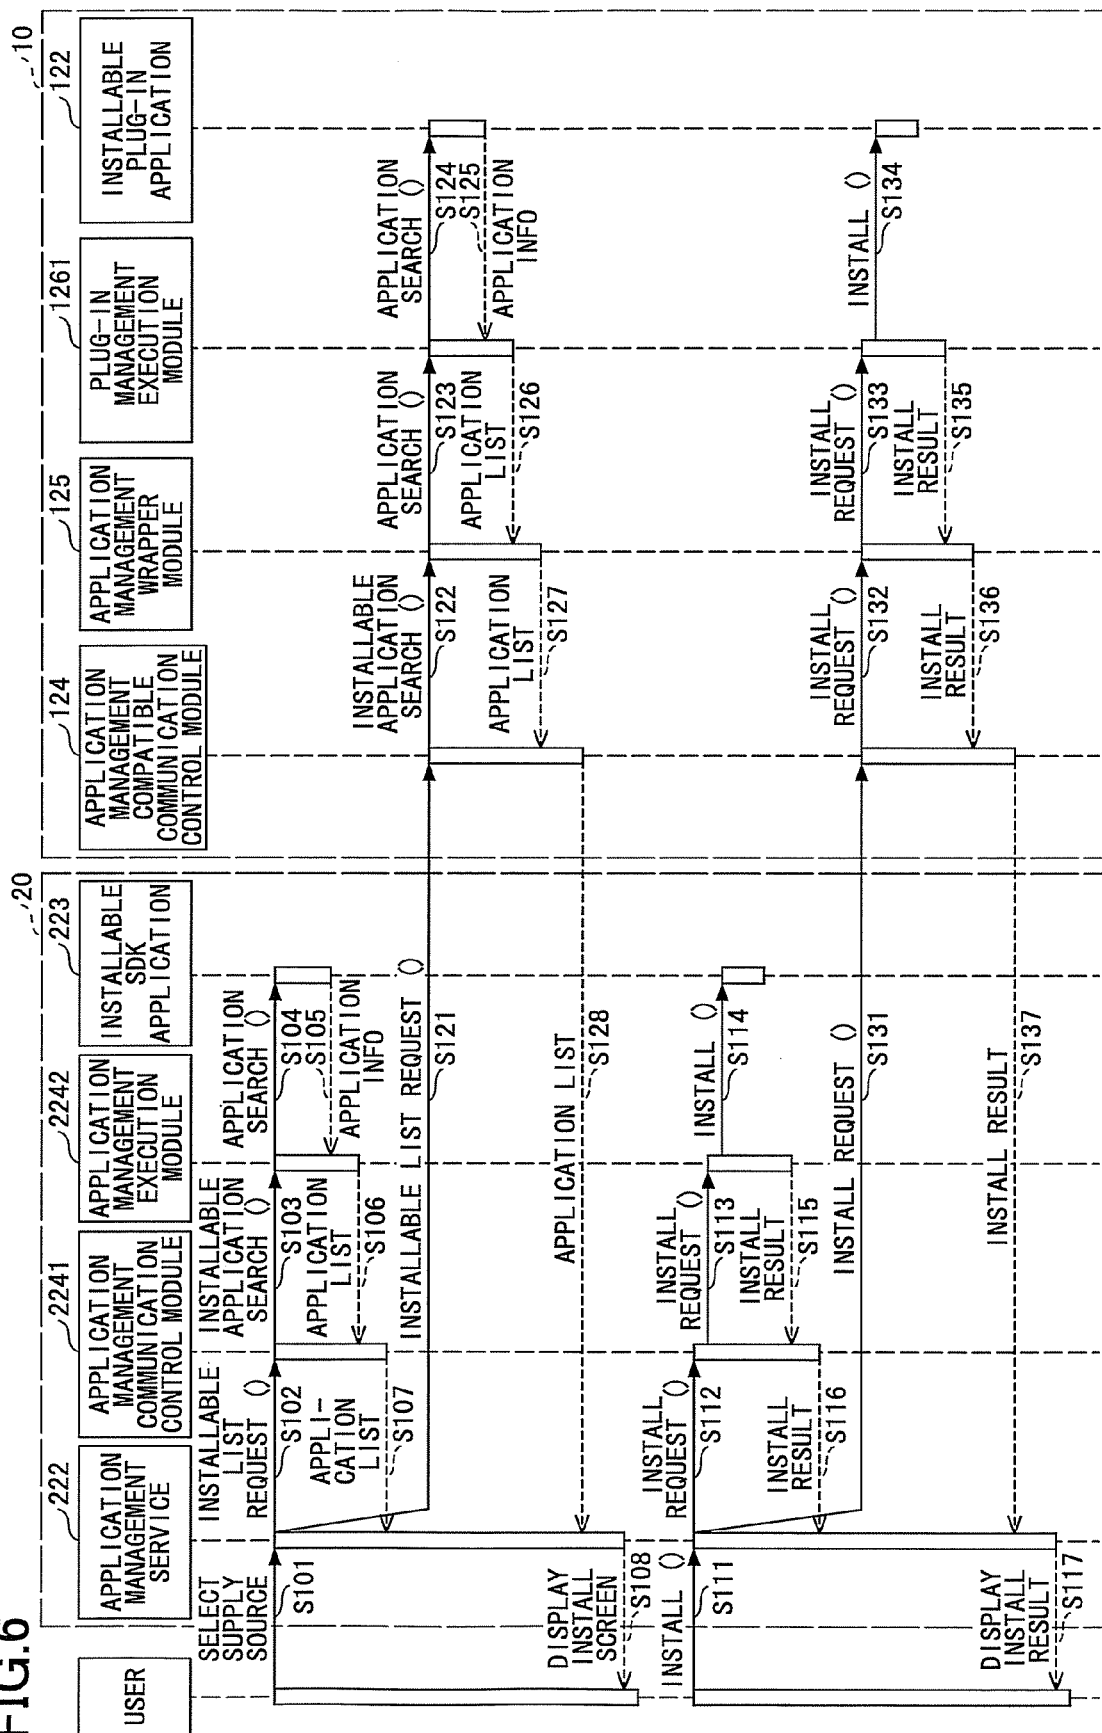 FIG.6
20
10
USER
222
APPLICATION
MANAGEMENT
SERVICE
2241
APPLICATION
MANAGEMENT
COMMUNICATION
CONTROL MODULE
2242
APPLICATION
MANAGEMENT
EXECUTION
MODULE
223
INSTALLABLE
SDK
APPLICATION
124
APPLICATION
MANAGEMENT
COMPATIBLE
COMMUNICATION
CONTROL MODULE
125
APPLICATION
MANAGEMENT
WRAPPER
MODULE
1261
PLUG-IN
MANAGEMENT
EXECUTION
MODULE
122
INSTALLABLE
PLUG-IN
APPLICATION
SELECT
SUPPLY
SOURCE
S101
INSTALLABLE
LIST
REQUEST ()
S102
INSTALLABLE
APPLICATION
SEARCH ()
S103
APPLICATION
SEARCH ()
S104
S105
APPLICATION
INFO
APPLICATION
LIST
S106
APPLI-
CATION
LIST
S107
INSTALLABLE LIST REQUEST ()
S121
INSTALLABLE
APPLICATION
SEARCH ()
S122
APPLICATION
SEARCH ()
S123
APPLICATION
SEARCH ()
S124
S125
APPLICATION
INFO
APPLICATION
LIST
S126
APPLICATION
LIST
S127
APPLICATION LIST
S128
DISPLAY
INSTALL
SCREEN
S108
INSTALL ()
S111
INSTALL
REQUEST ()
S112
INSTALL
REQUEST ()
S113
INSTALL ()
S114
INSTALL
RESULT
S115
INSTALL
RESULT
S116
INSTALL REQUEST ()
S131
INSTALL
REQUEST ()
S132
INSTALL
REQUEST ()
S133
INSTALL ()
S134
INSTALL
RESULT
S135
INSTALL
RESULT
S136
INSTALL RESULT
S137
DISPLAY
INSTALL
RESULT
S117